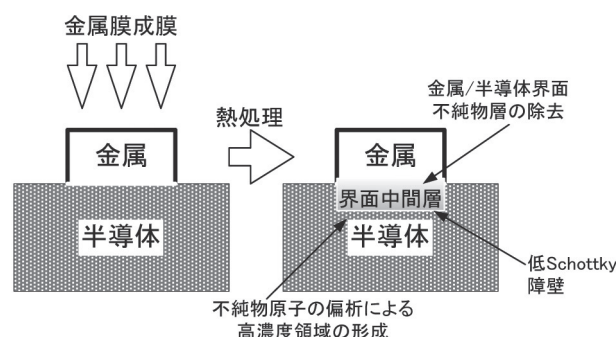 金属膜成膜
金属
半導体
熱処理
金属/半導体界面
不純物層の除去
金属
界面中間層
半導体
低Schottky
障壁
不純物原子の偏析による
高濃度領域の形成